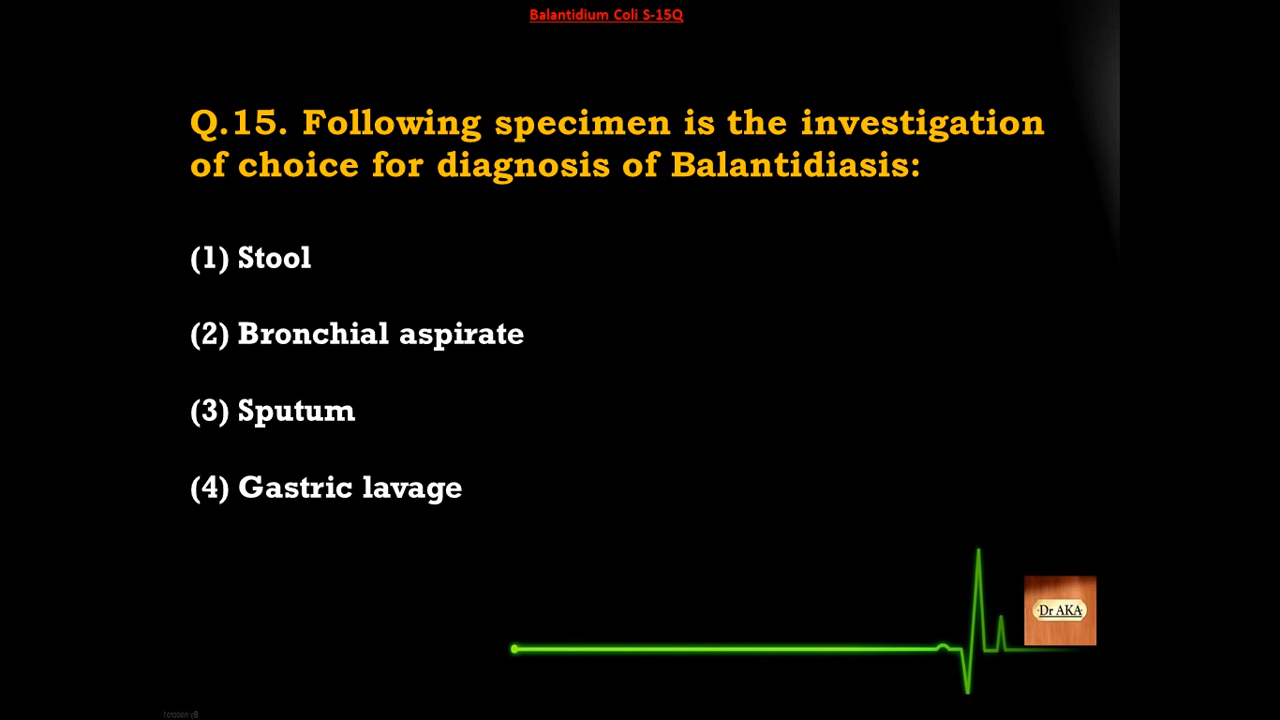 Balantidium Coli S-15Q
Q.15. Following specimen is the investigation
of choice for diagnosis of Balantidiasis:
(1) Stool
(2) Bronchial aspirate
(3) Sputum
(4) Gastric lavage
Dr AKA